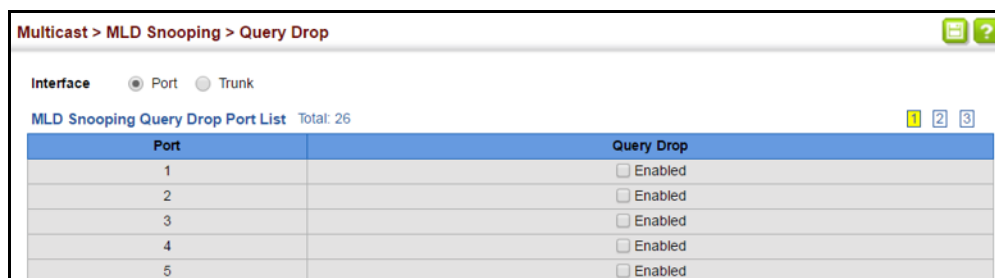 Multicast > MLD Snooping > Query Drop
?
Interface Port Trunk
MLD Snooping Query Drop Port List Total: 26 1 2 3
Port Query Drop
1 Enabled
2 Enabled
3 Enabled
4 Enabled
5 Enabled